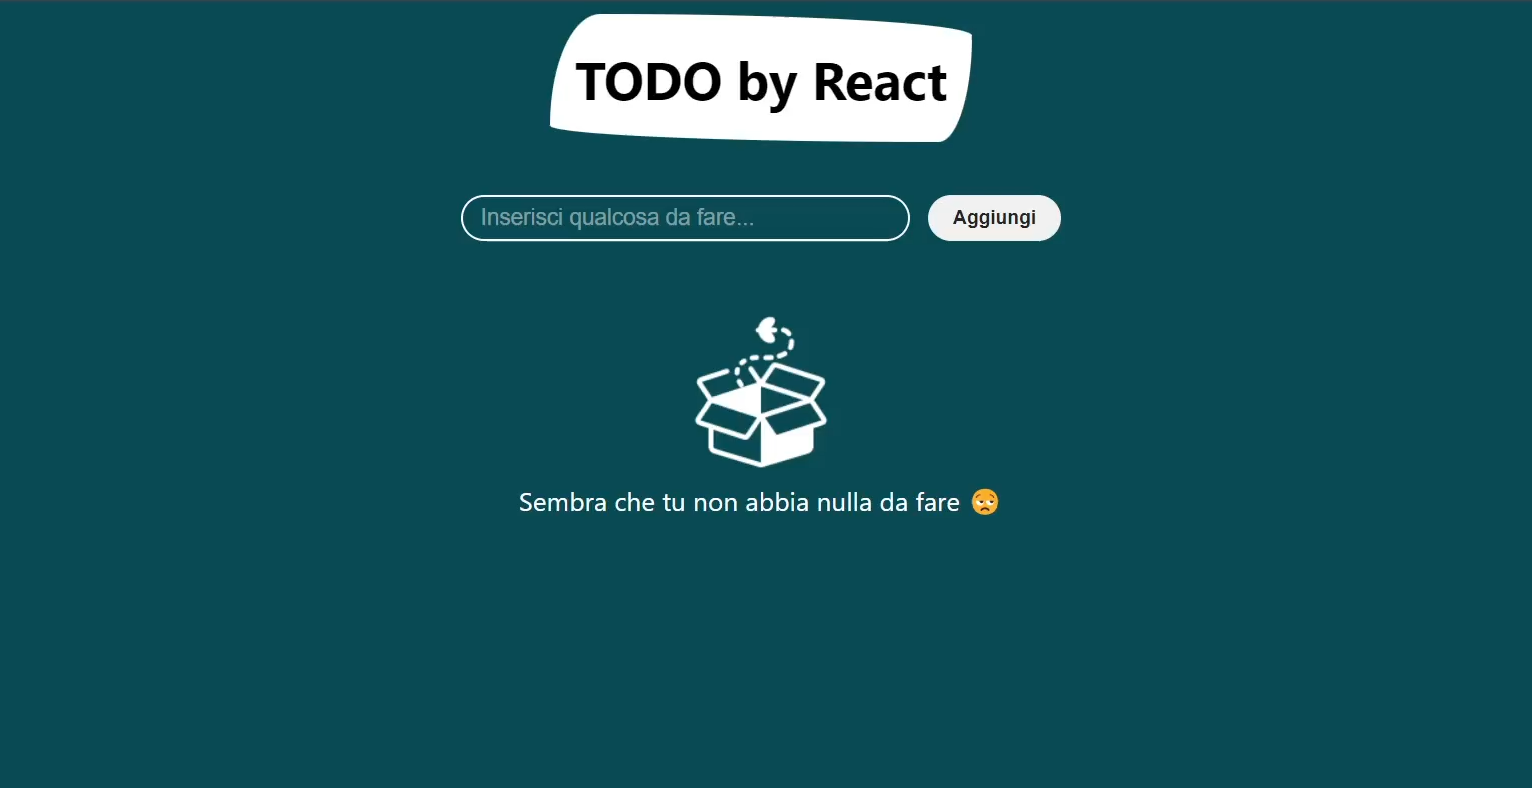 TODO by React
Inserisci qualcosa da fare...
Aggiungi
Sembra che tu non abbia nulla da fare 😩